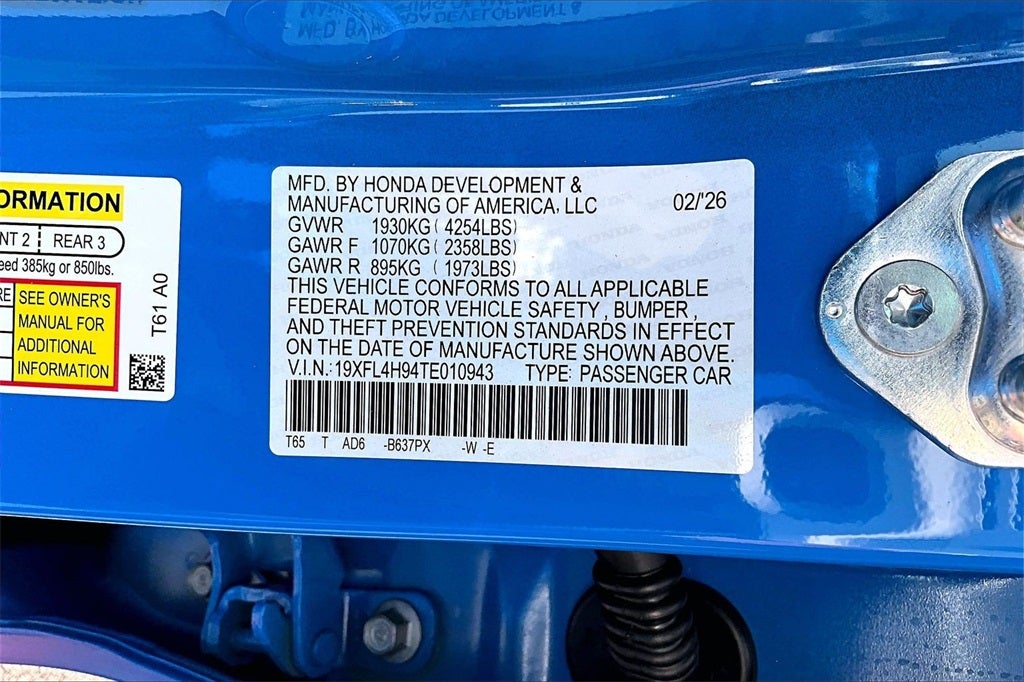 MFD. BY HONDA DEVELOPMENT &
MANUFACTURING OF AMERICA, LLC 02/'26
GVWR 1930KG ( 4254LBS)
GAWR F 1070KG ( 2358LBS)
GAWR R 895KG ( 1973LBS)
THIS VEHICLE CONFORMS TO ALL APPLICABLE
FEDERAL MOTOR VEHICLE SAFETY , BUMPER ,
AND THEFT PREVENTION STANDARDS IN EFFECT
ON THE DATE OF MANUFACTURE SHOWN ABOVE.
V.I.N.:19XFL4H94TE010943 TYPE: PASSENGER CAR
T65 T AD6 -B637PX -W -E
ORMATION
NT 2 REAR 3
eed 385kg or 850lbs.
RE
SEE OWNER'S
MANUAL FOR
ADDITIONAL
INFORMATION
T61 A0